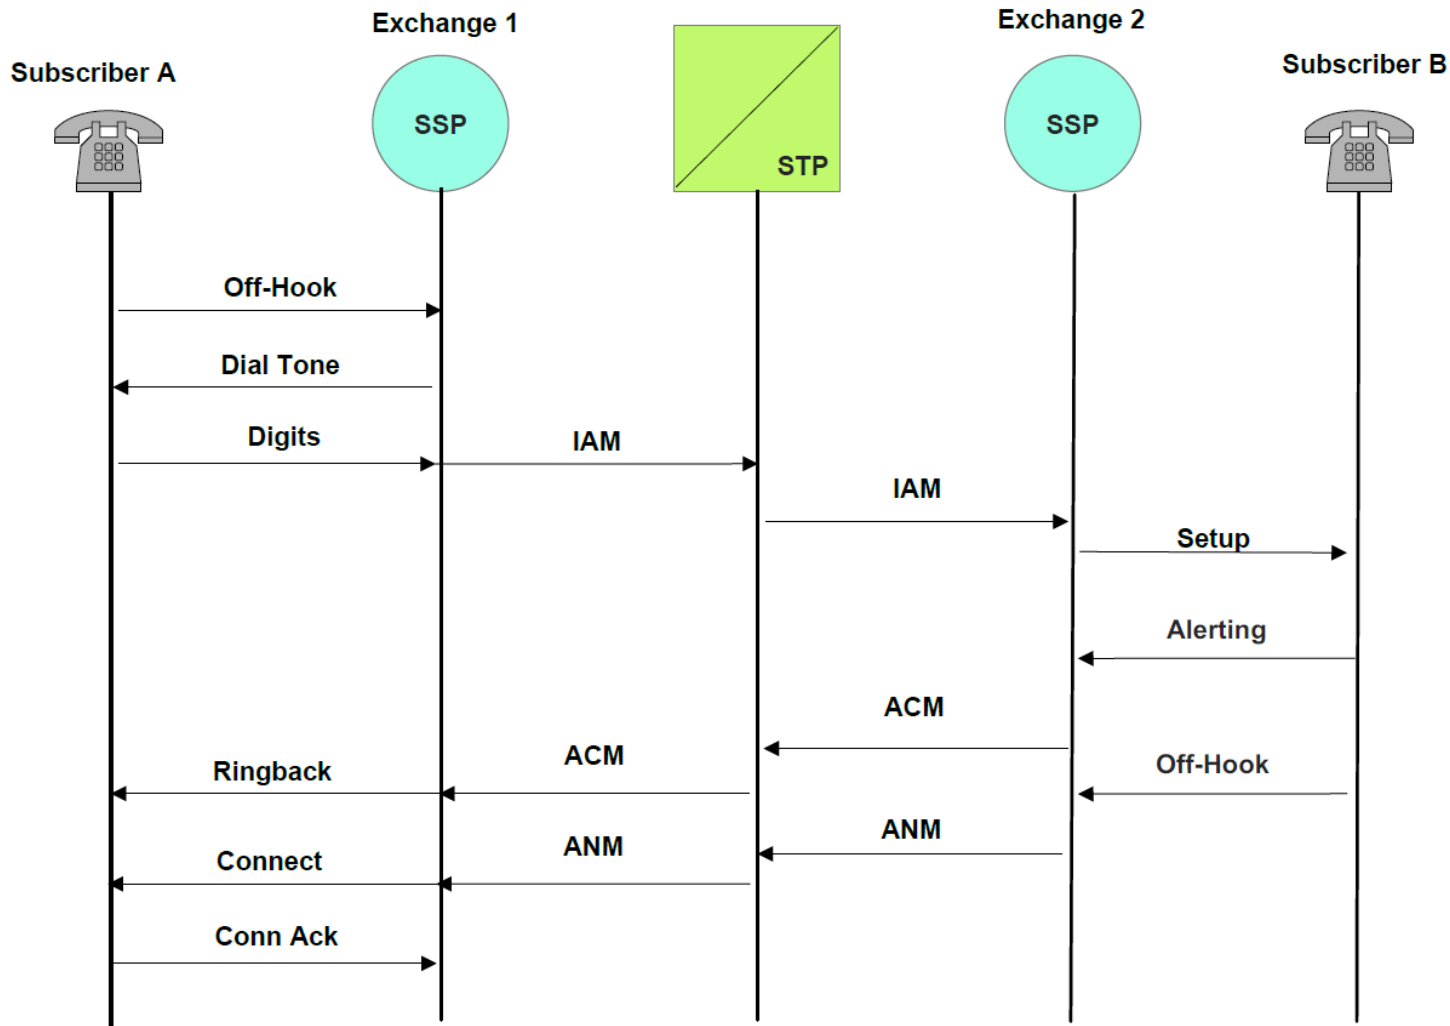 Exchange 1
Exchange 2
Subscriber A
Subscriber B
SSP
STP
SSP
Off-Hook
Dial Tone
Digits
IAM
IAM
Setup
Alerting
ACM
ACM
Ringback
Off-Hook
ANM
ANM
Connect
Conn Ack